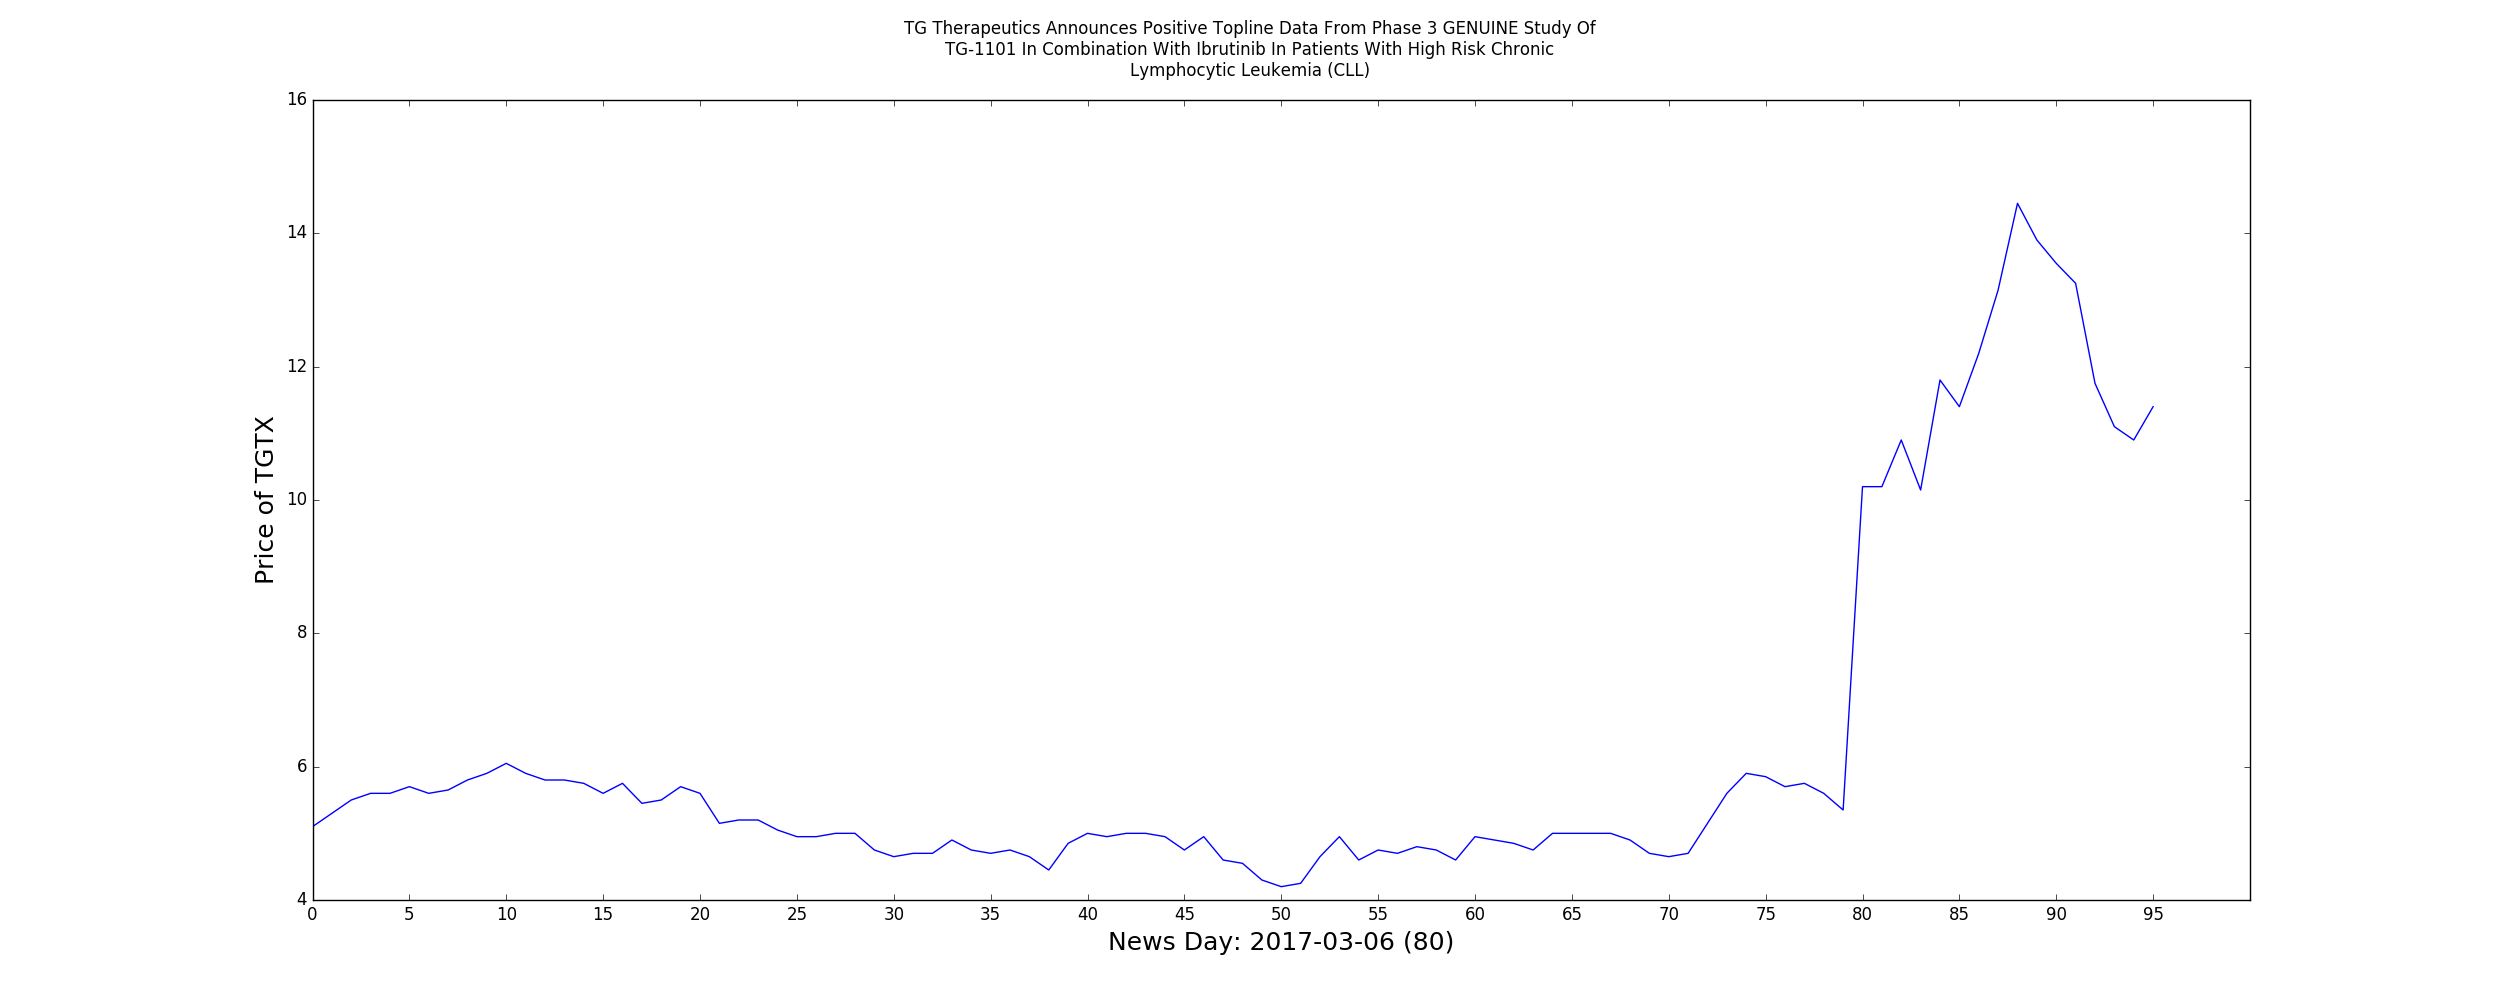 TG Therapeutics Announces Positive Topline Data From Phase 3 GENUINE Study Of
TG-1101 In Combination With Ibrutinib In Patients With High Risk Chronic
Lymphocytic Leukemia (CLL)
16
14
12
10
8
6
4
Price of TGTX
0 5 10 15 20 25 30 35 40 45 50 55 60 65 70 75 80 85 90 95
News Day: 2017-03-06 (80)